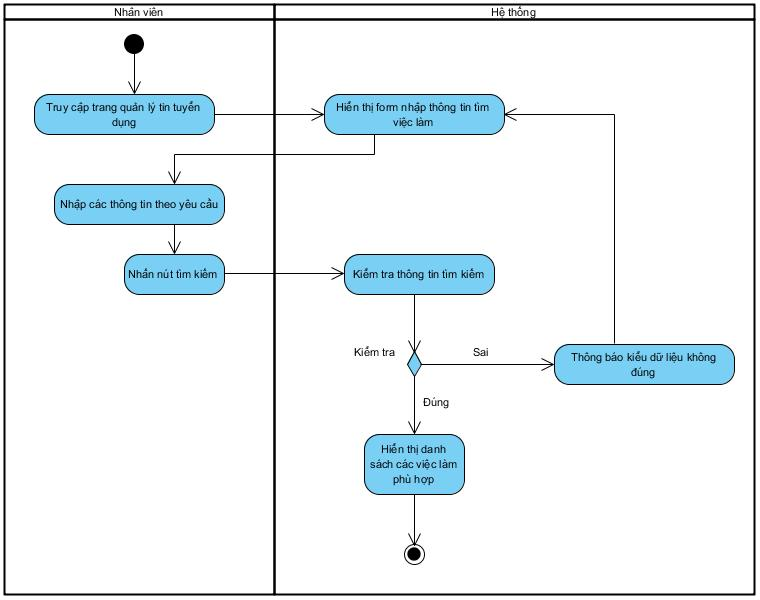 Nhân viên
Hệ thống
Truy cập trang quản lý tin tuyển
dụng
Hiển thị form nhập thông tin tìm
việc làm
Nhập các thông tin theo yêu cầu
Nhấn nút tìm kiếm
Kiểm tra thông tin tìm kiếm
Kiểm tra
Sai
Thông báo kiểu dữ liệu không
đúng
Đúng
Hiển thị danh
sách các việc làm
phù hợp